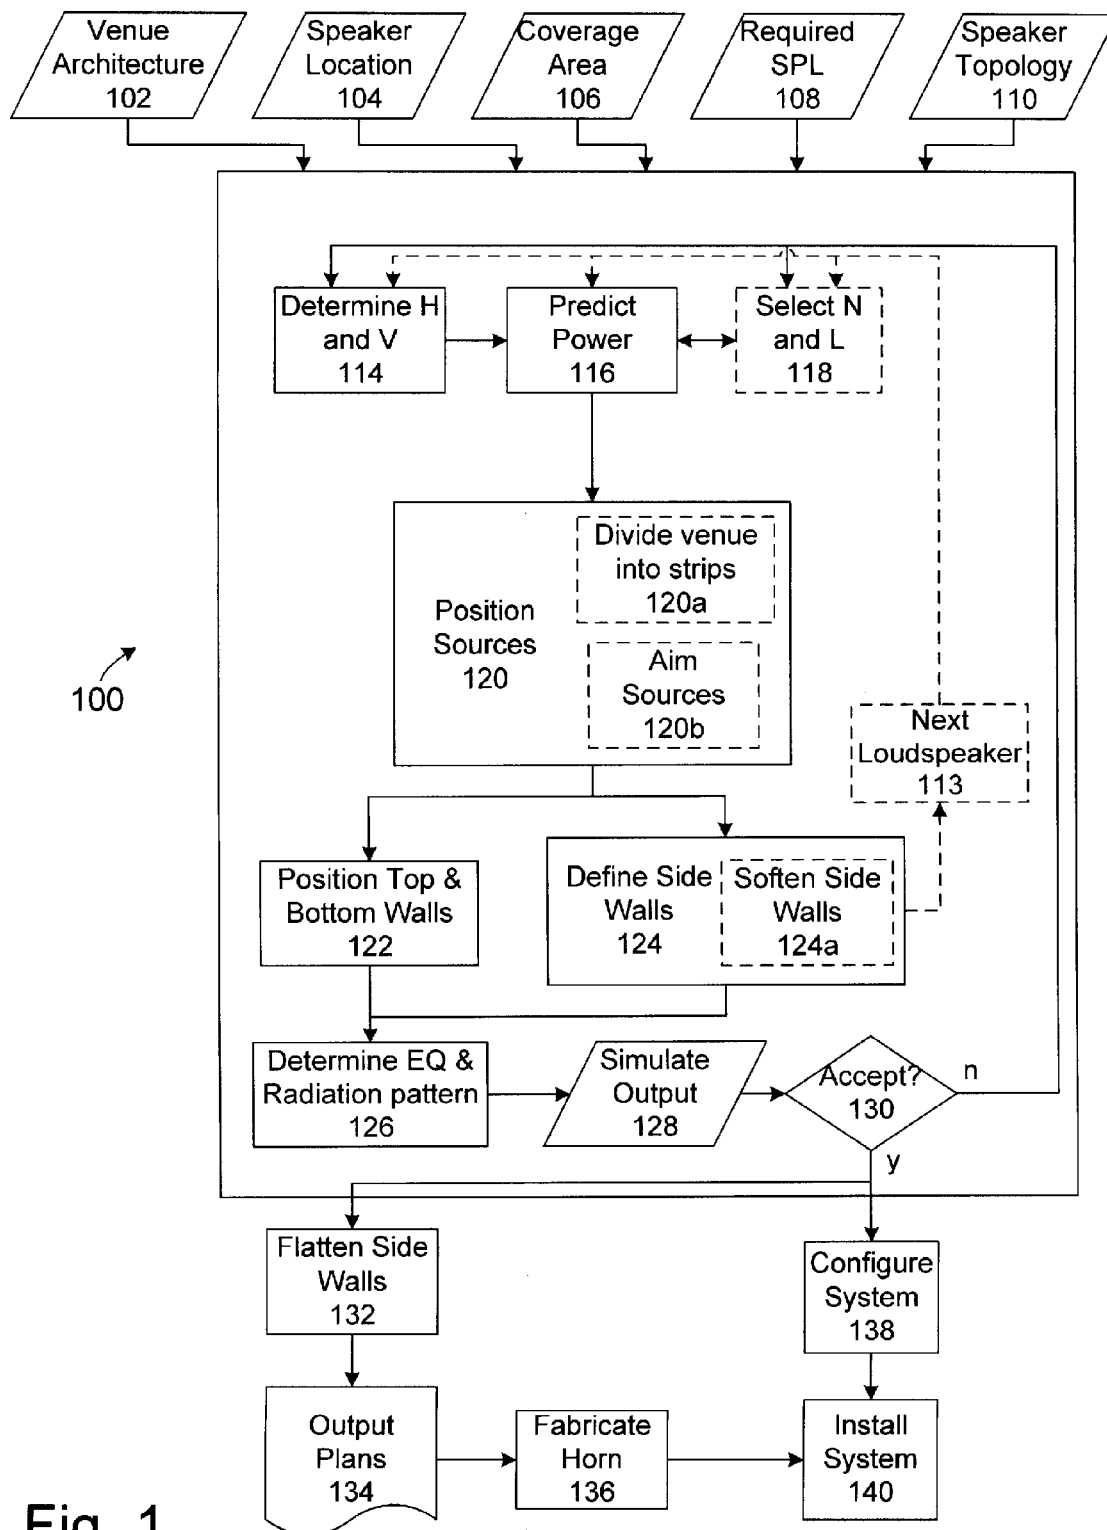 Venue
Architecture
102
Speaker
Location
104
Coverage
Area
106
Required
SPL
108
Speaker
Topology
110
Determine H
and V
114
Predict
Power
116
Select N
and L
118
Position
Sources
120
Divide venue
into strips
120a
Aim
Sources
120b
100
Next
Loudspeaker
113
Position Top &
Bottom Walls
122
Define Side
Walls
124
Soften Side
Walls
124a
Determine EQ &
Radiation pattern
126
Simulate
Output
128
Accept?
130
n
y
Flatten Side
Walls
132
Configure
System
138
Output
Plans
134
Fabricate
Horn
136
Install
System
140
Fig. 1